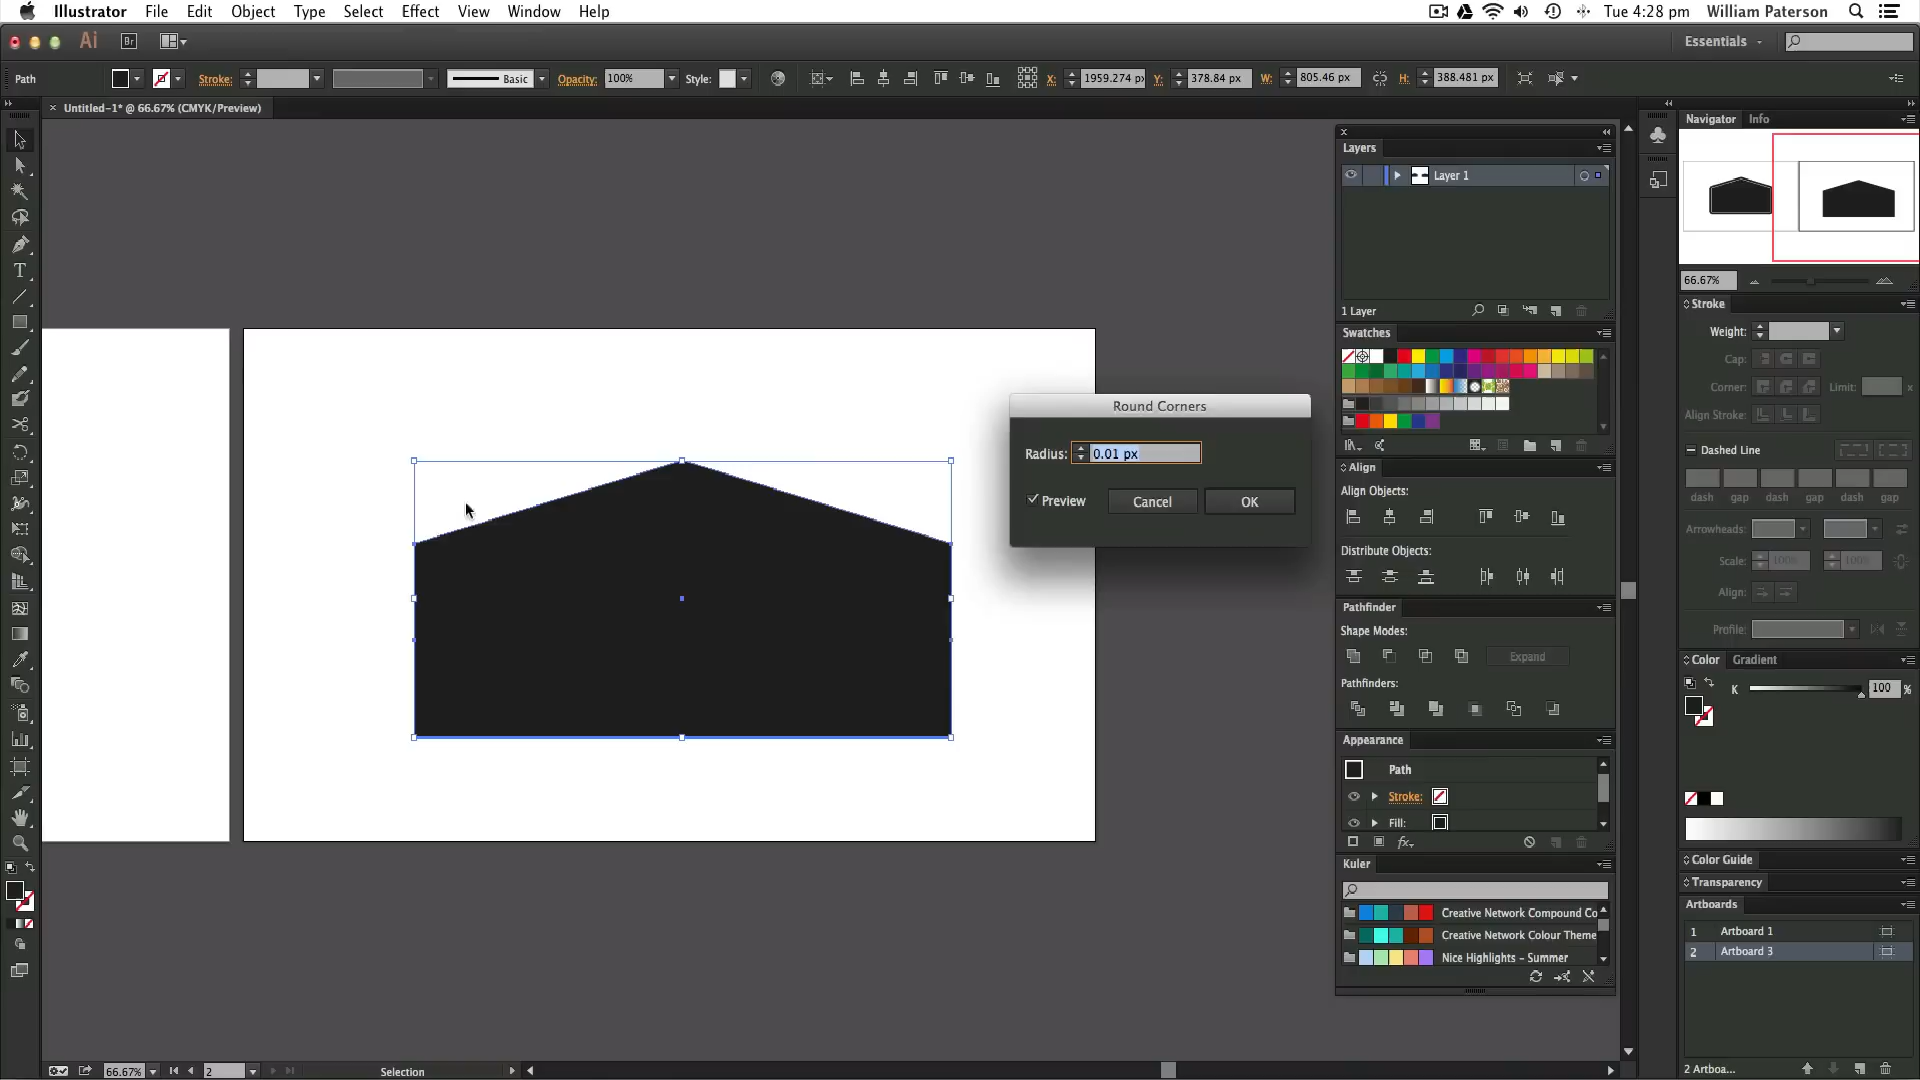 Illustrator File Edit Object Type Select Effect View Window Help Tue 4:28 pm William Paterson
Ai Br Essentials
Path Stroke: Basic Opacity: 100% Style: X: 1959.274 px Y: 378.84 px W: 805.46 px H: 388.481 px
× Untitled-1* @ 66.67% (CMYK/Preview)
Navigator Info
Layers
Layer 1
66.67%
Stroke
1 Layer
Weight:
Swatches
Cap:
Corner: Limit: x
Align Stroke:
Round Corners
Radius: 0.01 px
Preview Cancel OK
Dashed Line
dash gap dash gap dash gap
Align
Align Objects:
Arrowheads:
Distribute Objects:
Scale: 100% 100%
Align:
Pathfinder
Shape Modes:
Profile:
Expand
Color Gradient
K 100 %
Pathfinders:
Appearance
Path
Stroke:
Fill:
fx
Kuler
Color Guide
Transparency
Artboards
Creative Network Compound Co
Creative Network Colour Theme
Nice Highlights - Summer
1 Artboard 1
2 Artboard 3
66.67% 2 Selection
2 Artboa...